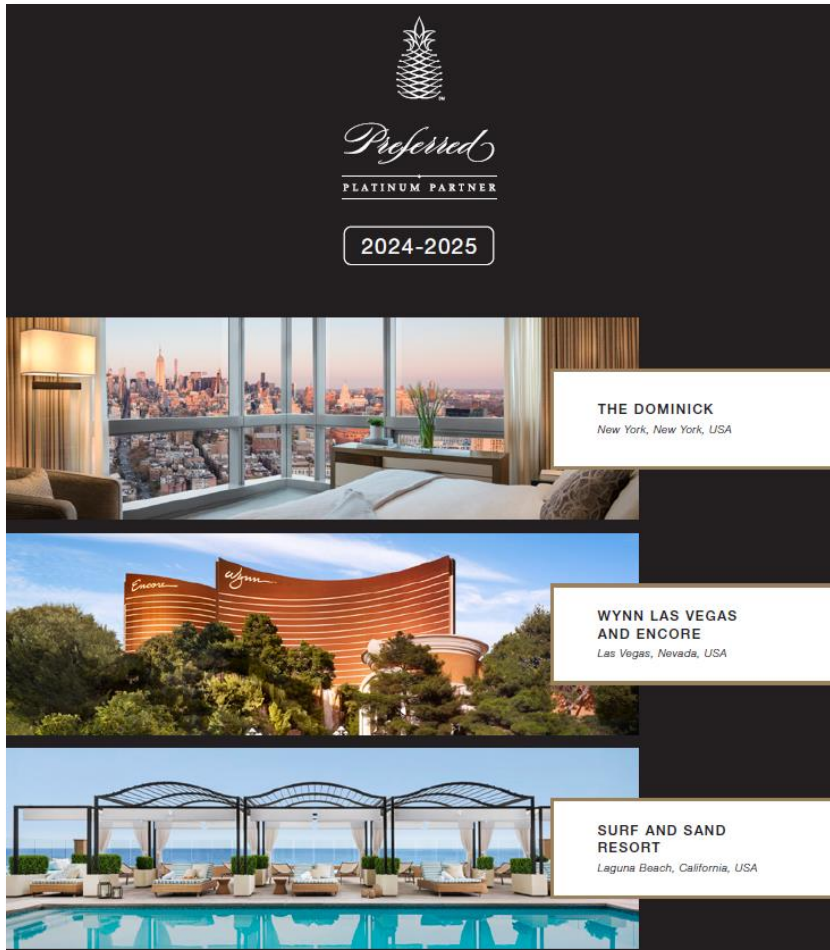 Preferred
PLATINUM PARTNER
2024-2025
THE DOMINICK
New York, New York, USA
Encore
Wynn
WYNN LAS VEGAS
AND ENCORE
Las Vegas, Nevada, USA
SURF AND SAND
RESORT
Laguna Beach, California, USA